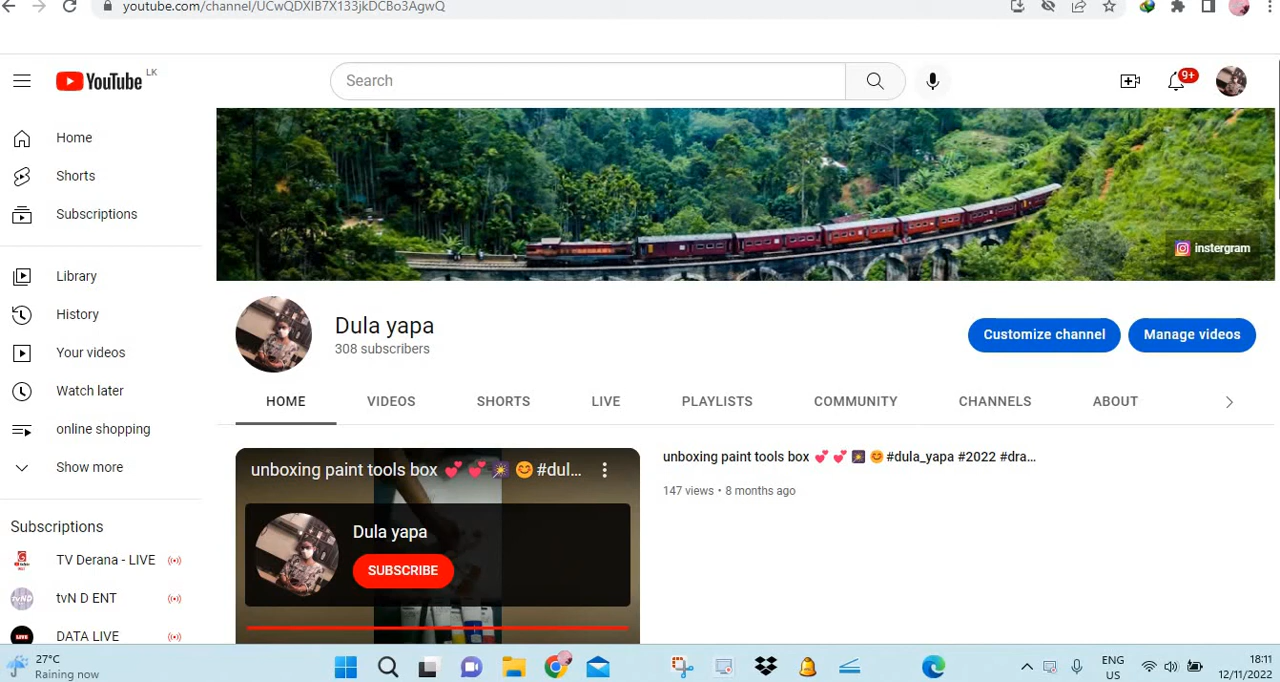 youtube.com/channel/UCwQDXIB7X133jkDCBo3AgwQ
YouTube LK
Search
9+
Home
Shorts
Subscriptions
Library
History
Your videos
Watch later
online shopping
Show more
Subscriptions
TV Derana - LIVE
tvN D ENT
DATA LIVE
instergram
Dula yapa
308 subscribers
Customize channel
Manage videos
HOME VIDEOS SHORTS LIVE PLAYLISTS COMMUNITY CHANNELS ABOUT
unboxing paint tools box 💕 💕 🎇 😊 #dul...
Dula yapa
SUBSCRIBE
unboxing paint tools box 💕 💕 🎇 😊 #dula_yapa #2022 #dra...
147 views • 8 months ago
27°C
Raining now
ENG
US
18:11
12/11/2022